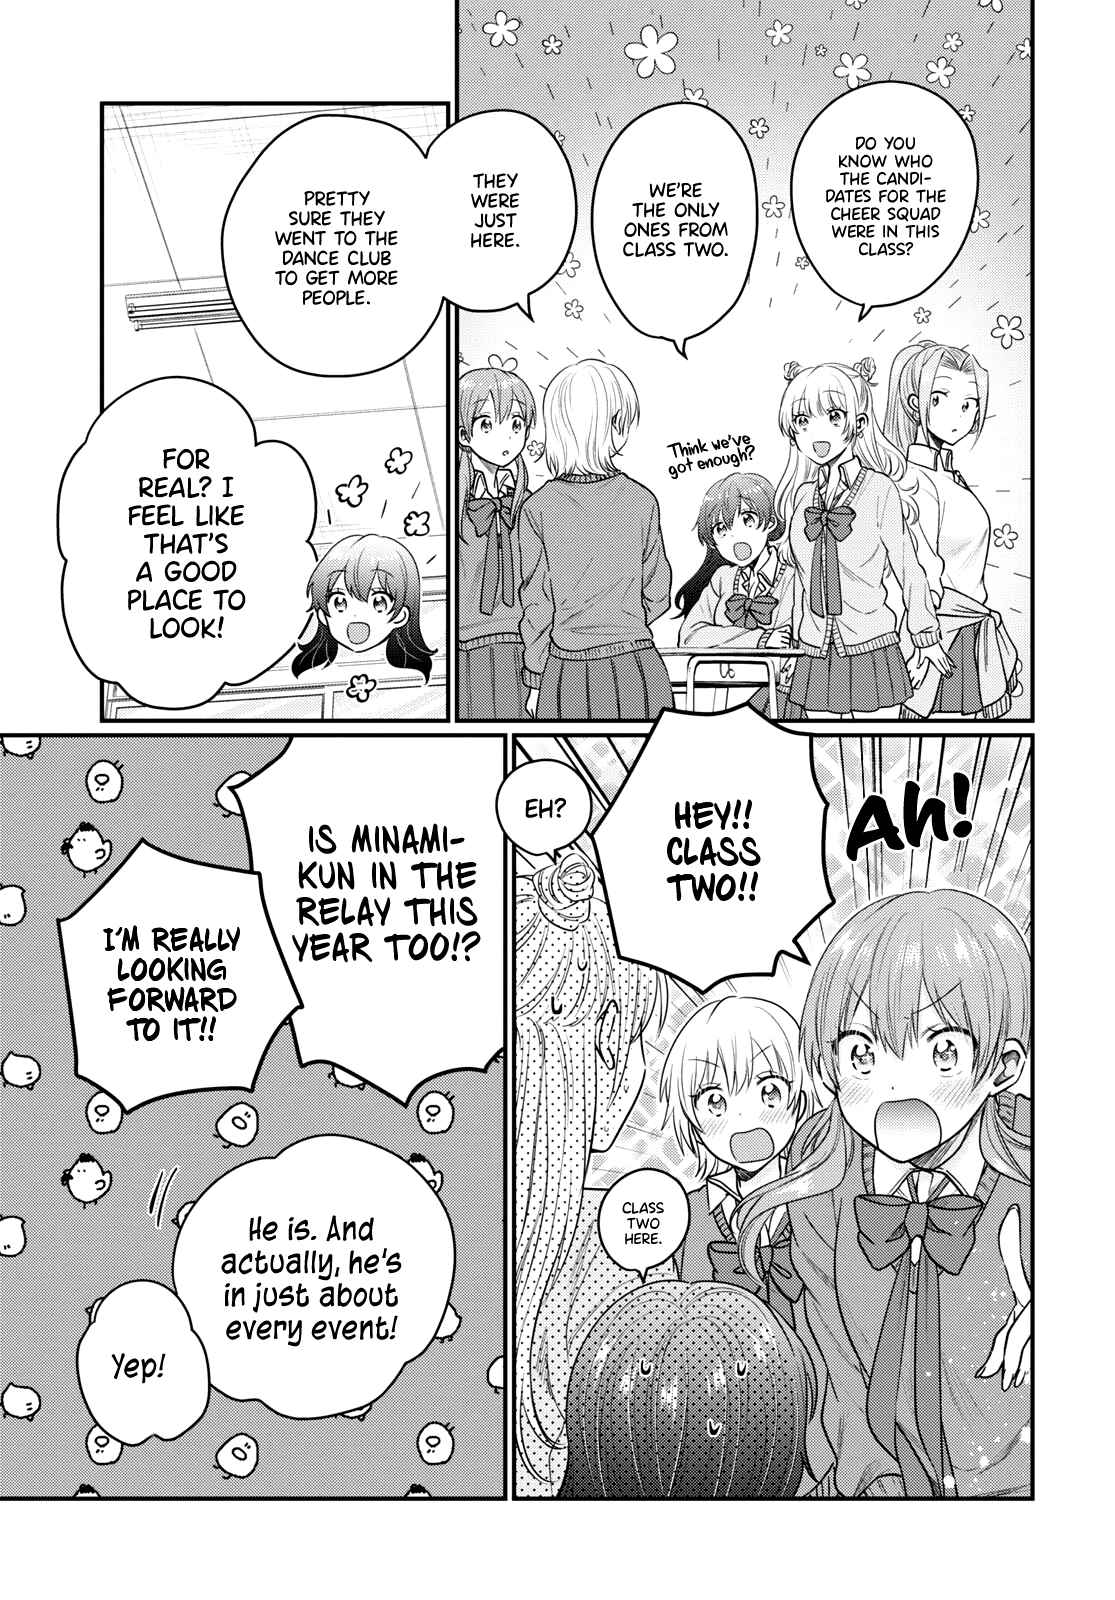 DO YOU
KNOW WHO
THE CANDI-
DATES FOR THE
CHEER SQUAD
WERE IN THIS
CLASS?
WE'RE
THE ONLY
ONES FROM
CLASS TWO.
Think we've
got enough?
THEY
WERE
JUST
HERE.
PRETTY
SURE THEY
WENT TO THE
DANCE CLUB
TO GET MORE
PEOPLE.
FOR
REAL? I
FEEL LIKE
THAT'S
A GOOD
PLACE TO
LOOK!
Ah!
HEY!!
CLASS
TWO!!
EH?
CLASS
TWO
HERE.
IS MINAMI-
KUN IN THE
RELAY THIS
YEAR TOO!?
I'M REALLY
LOOKING
FORWARD
TO IT!!
He is. And
actually, he's
in just about
every event!
Yep!